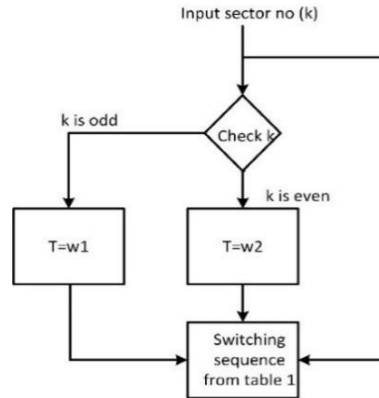 Input sector no (k)
k is odd
Check k
k is even
T=w1
T=w2
Switching
sequence
from table 1